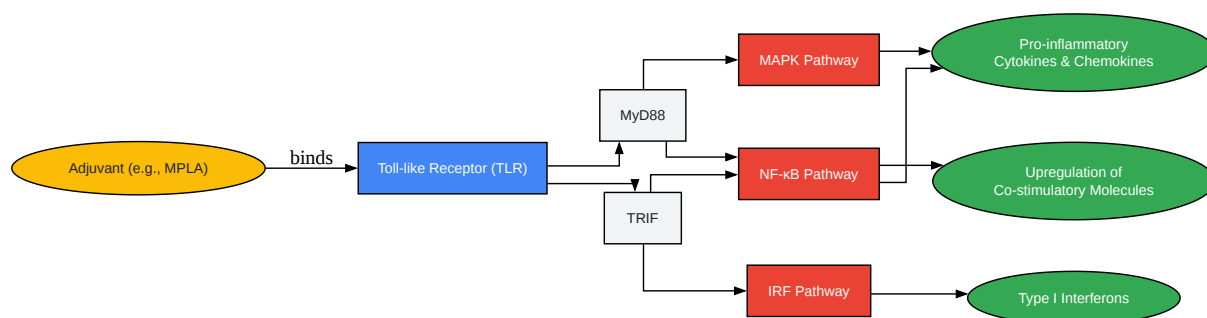 Adjuvant (e.g., MPLA)
binds
Toll-like Receptor (TLR)
MyD88
TRIF
MAPK Pathway
NF-κB Pathway
IRF Pathway
Pro-inflammatory
Cytokines & Chemokines
Upregulation of
Co-stimulatory Molecules
Type I Interferons